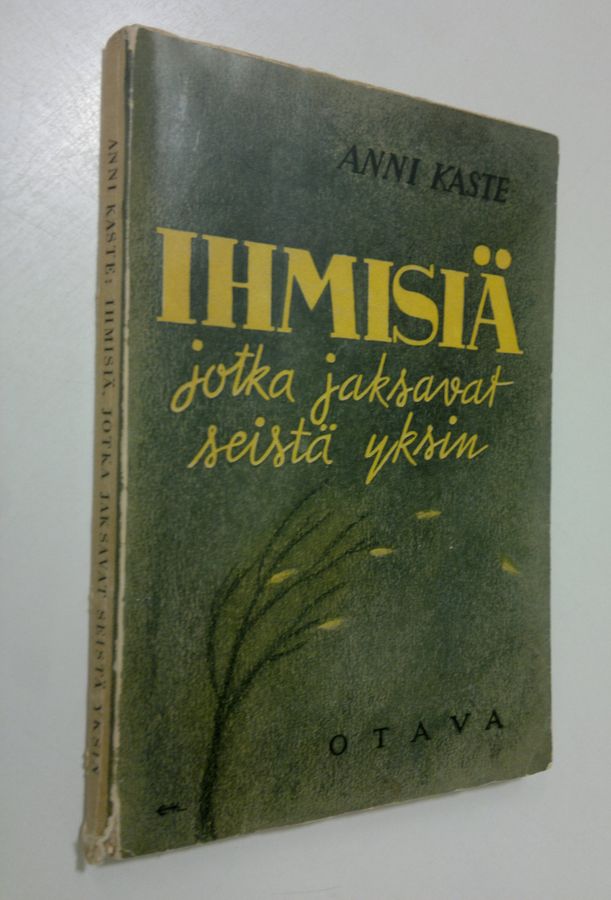 ANNI KASTE
IHMISIÄ
jotka jaksavat
seistä yksin
OTAVA
ANNI KASTE: IHMISIÄ, JOTKA JAKSAVAT SEISTÄ YKSIN